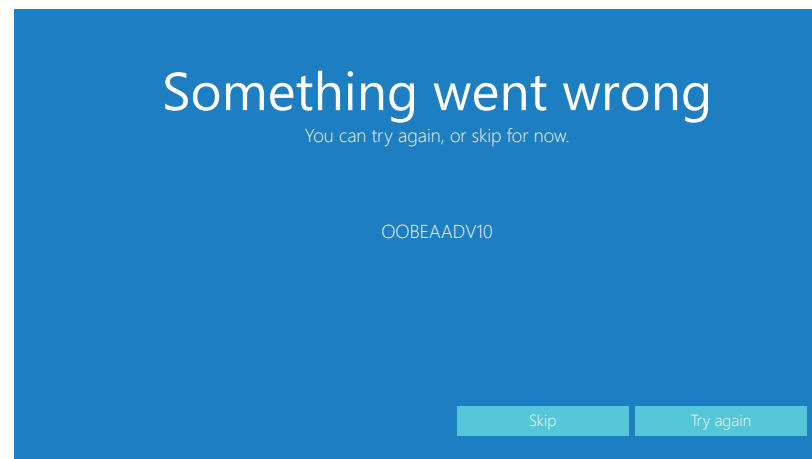 Something went wrong
You can try again, or skip for now.
OOBEAADV10
Skip
Try again